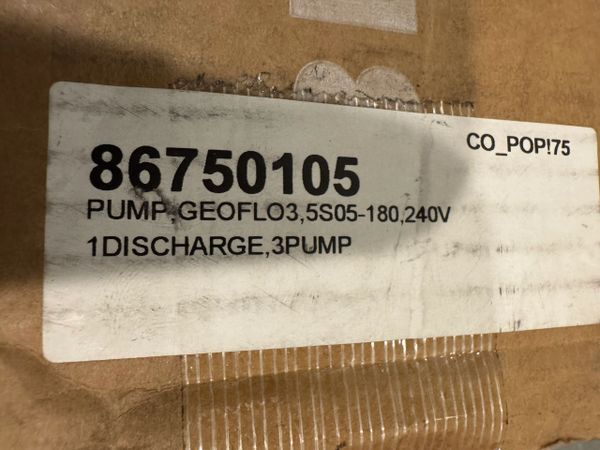 CO_POP!75
86750105
PUMP,GEOFLO3,5S05-180,240V
1DISCHARGE,3PUMP